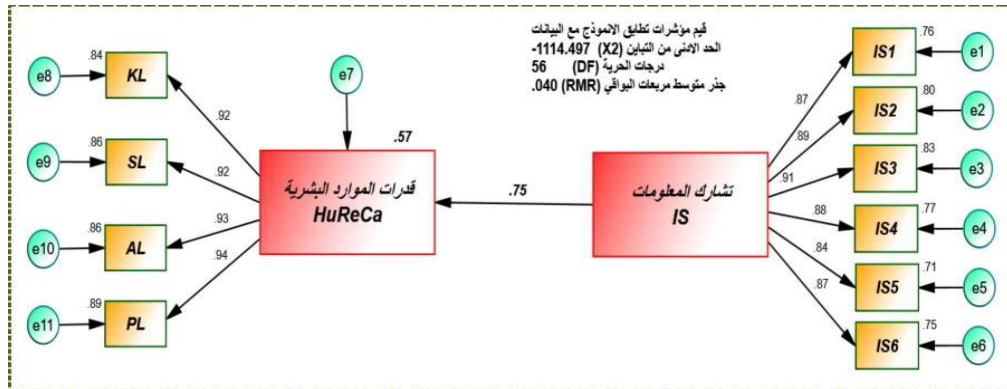 قيم مؤشرات تطابق الانموذج مع البيانات
الحد الادنى من التباين (X2) 1114.497-
درجات الحرية (DF) 56
جذر متوسط مربعات البواقي (RMR) .040
e8
.84
KL
.92
e9
.86
SL
.92
e10
.86
AL
.93
e11
.89
PL
.94
e7
.57
قدرات الموارد البشرية
HuReCa
.75
تشارك المعلومات
IS
.87
.76
IS1
e1
.89
.80
IS2
e2
.91
.83
IS3
e3
.88
.77
IS4
e4
.84
.71
IS5
e5
.87
.75
IS6
e6